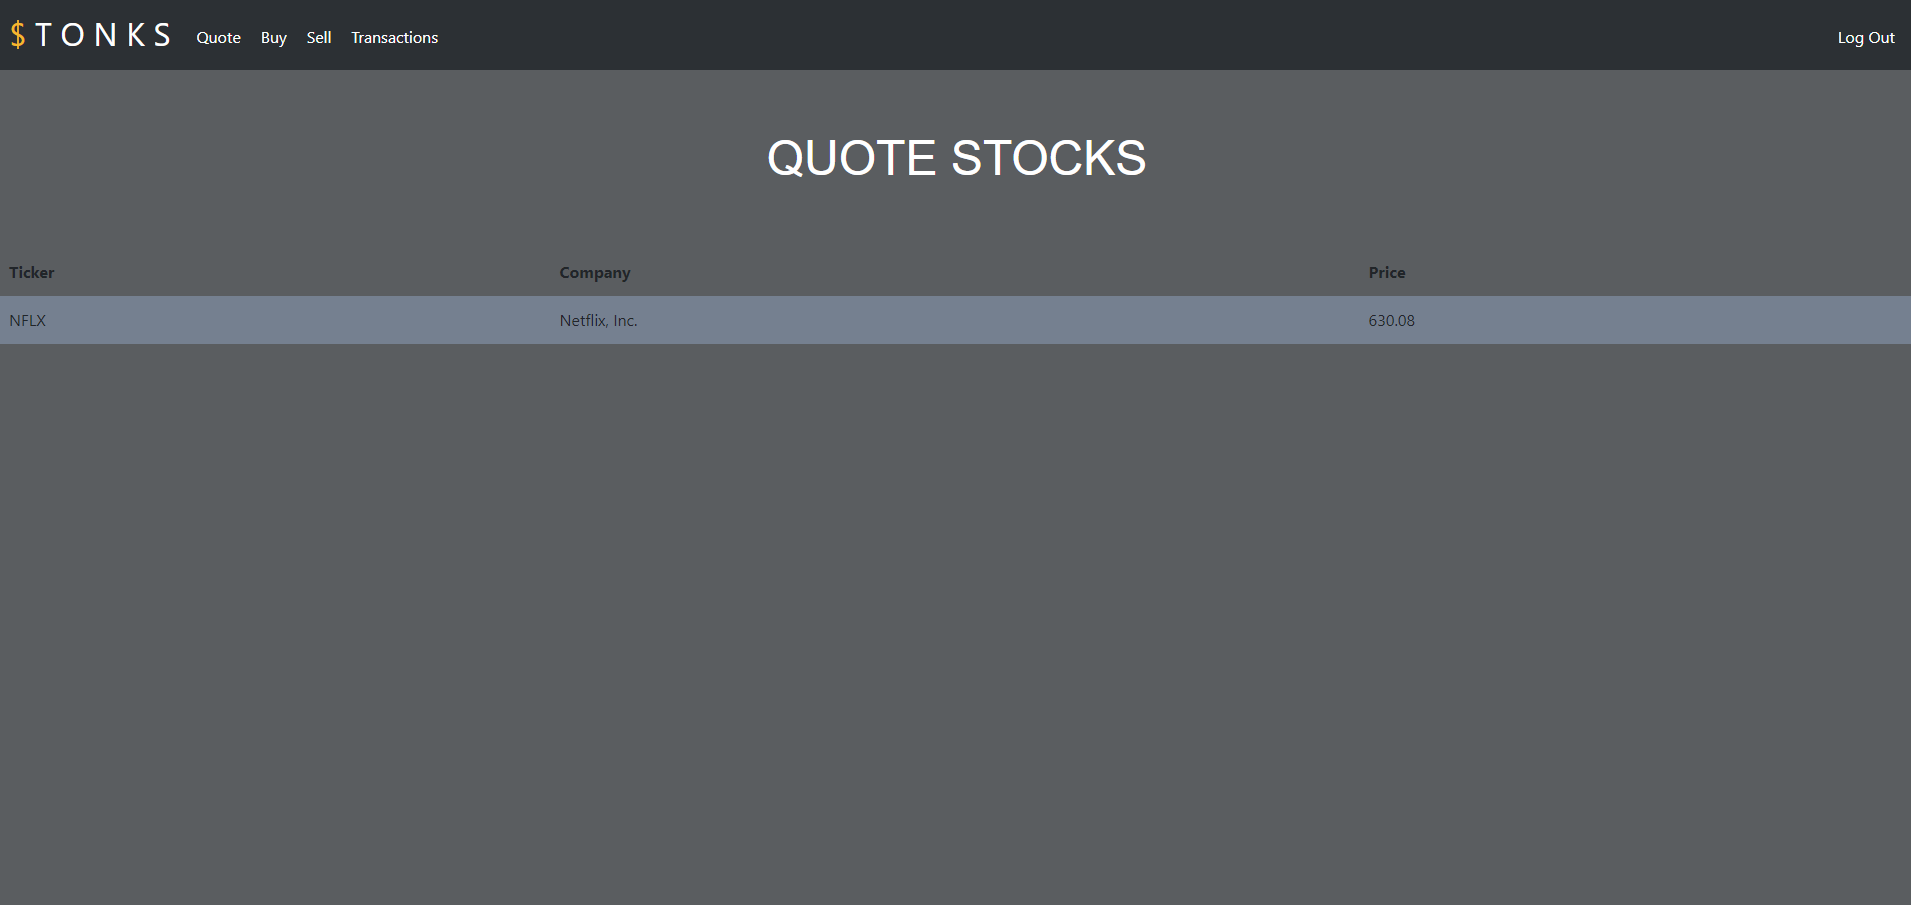 $TONKS Quote Buy Sell Transactions Log Out
QUOTE STOCKS
Ticker Company Price
NFLX Netflix, Inc. 630.08